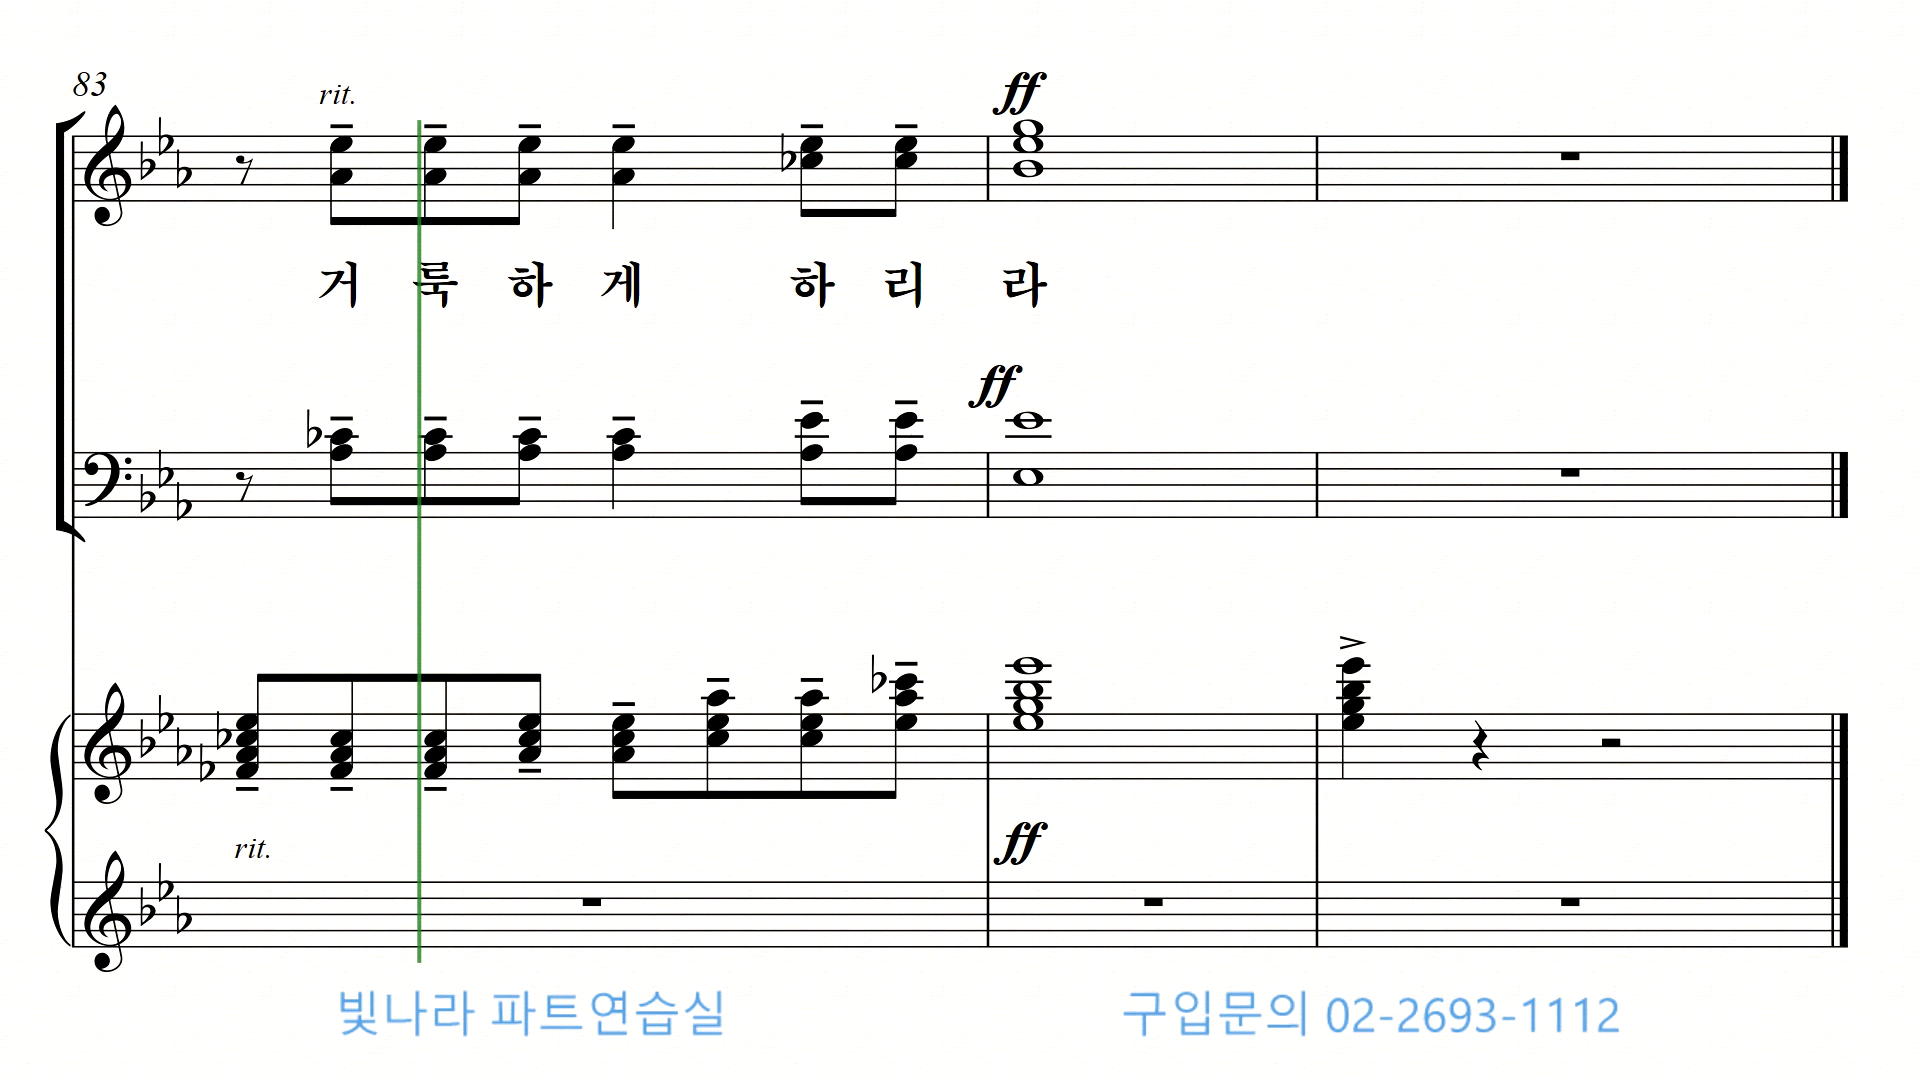 83
rit.
ff
거 룩 하 게 하 리 라
ff
rit.
ff
빛나라 파트연습실 구입문의 02-2693-1112